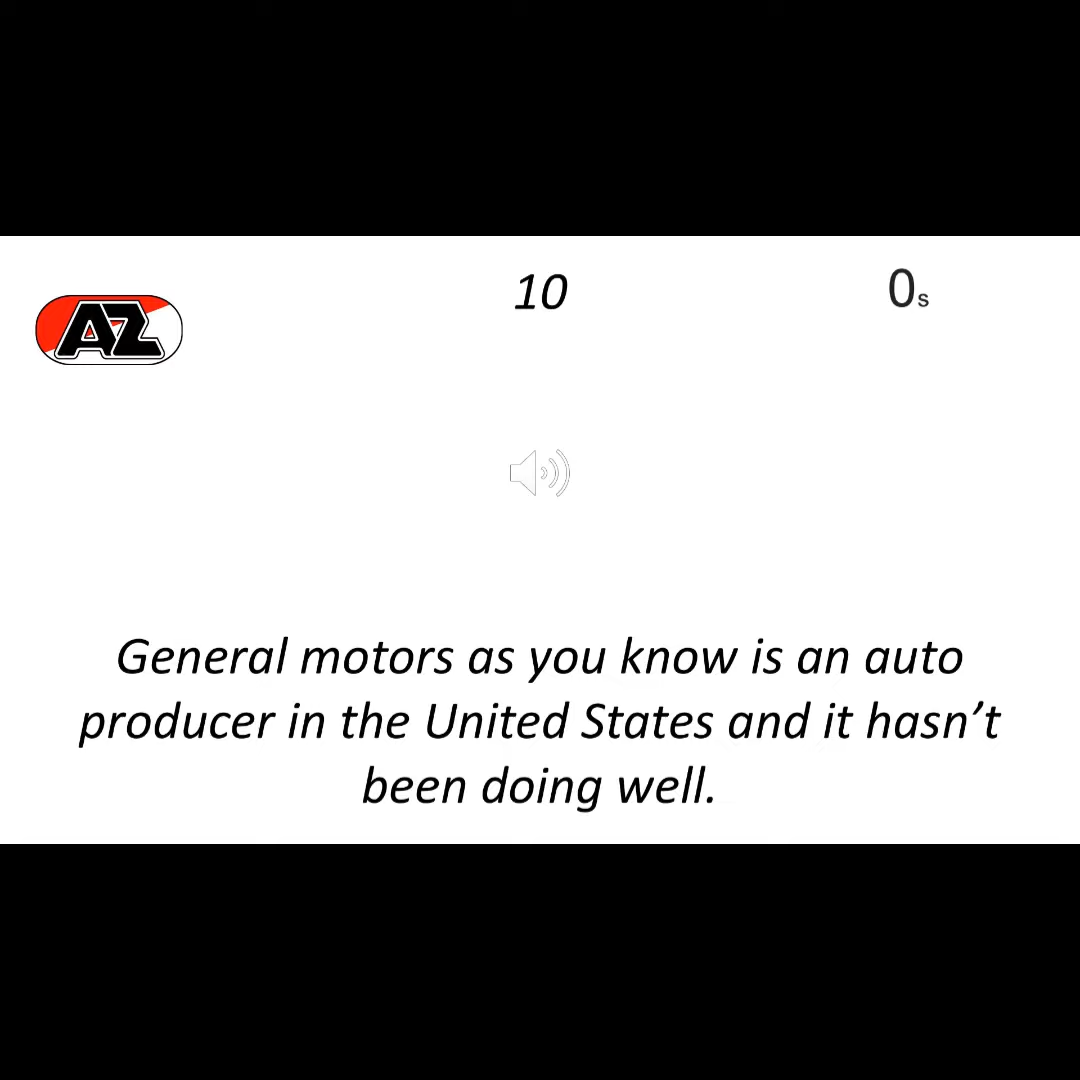 10
0s
AZ
General motors as you know is an auto
producer in the United States and it hasn’t
been doing well.